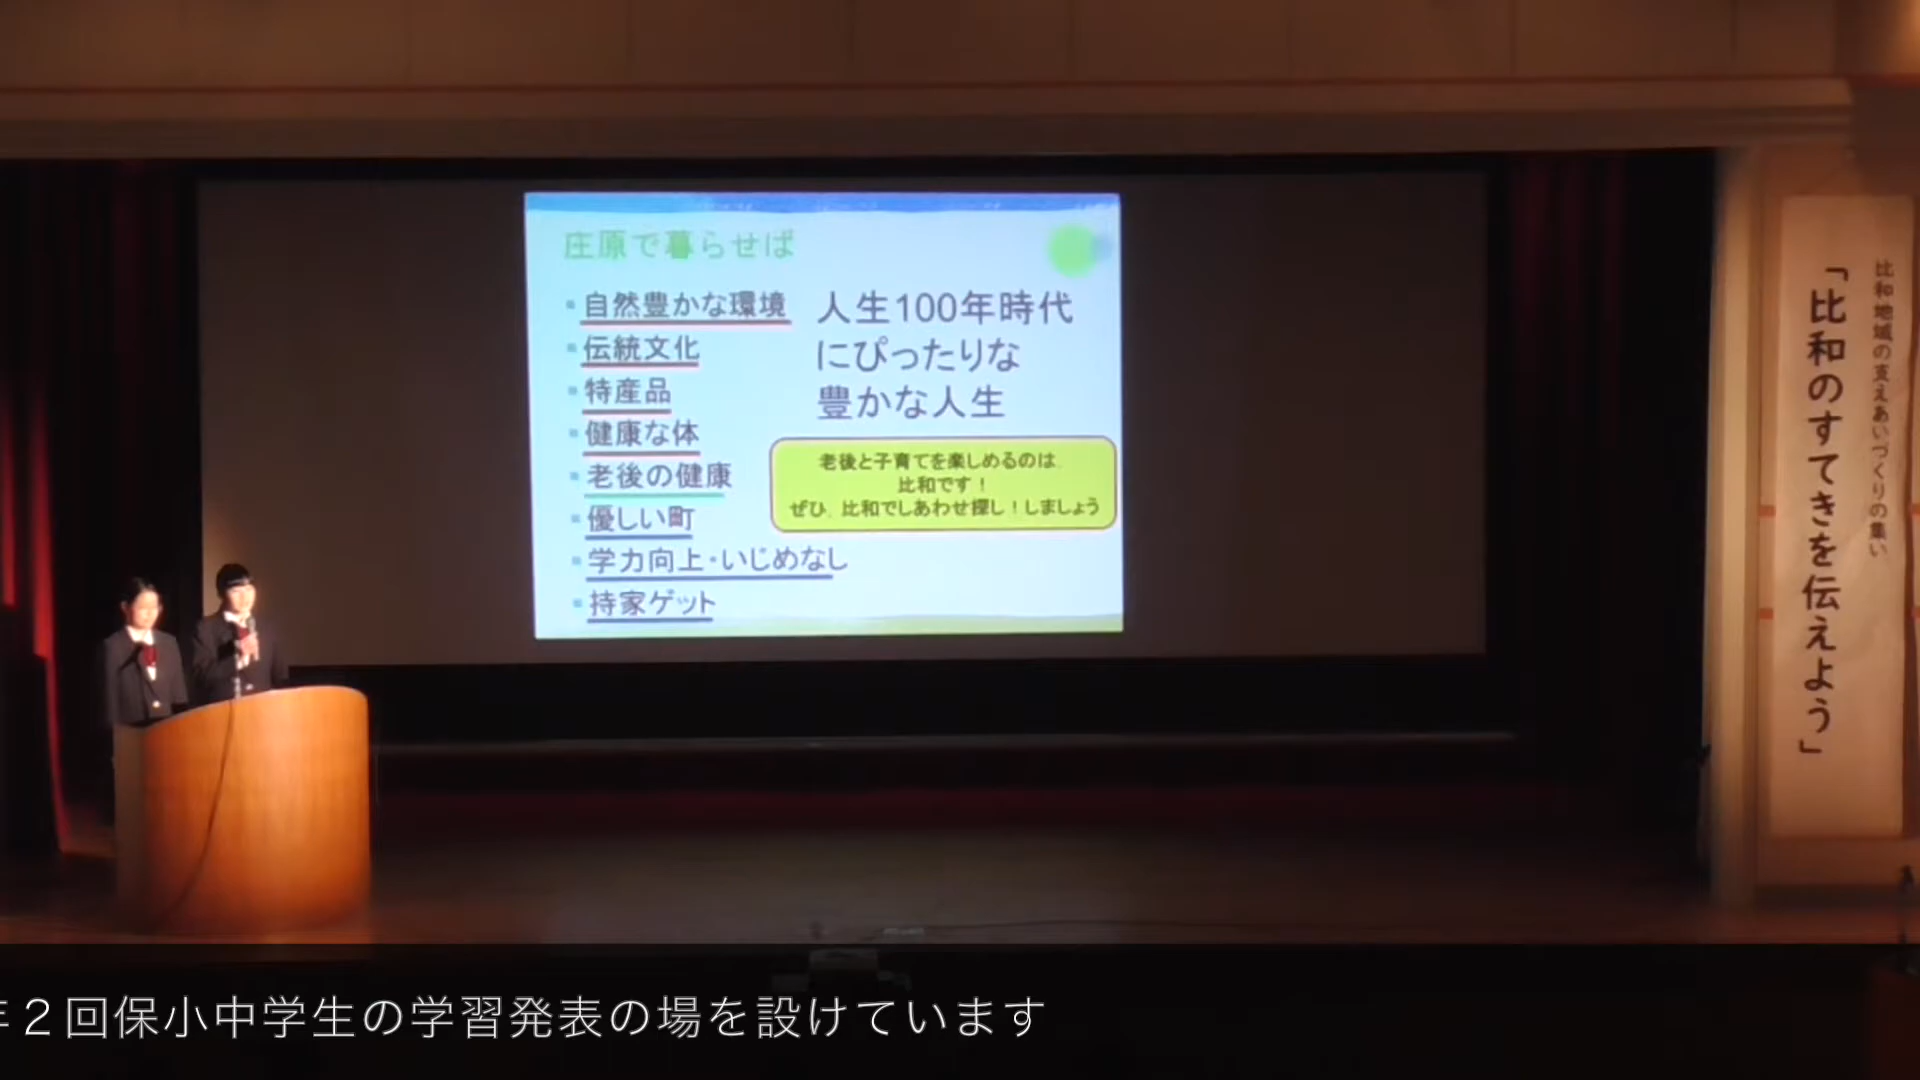 庄原で暮らせば
自然豊かな環境
伝統文化
特産品
健康な体
老後の健康
優しい町
学力向上・いじめなし
持家ゲット
人生100年時代
にぴったりな
豊かな人生
老後と子育てを楽しめるのは、
比和です！
ぜひ、比和でしあわせ探し！しましょう
比和地域の支えあいづくりの集い
「比和のすてきを伝えよう」
年２回保小中学生の学習発表の場を設けています